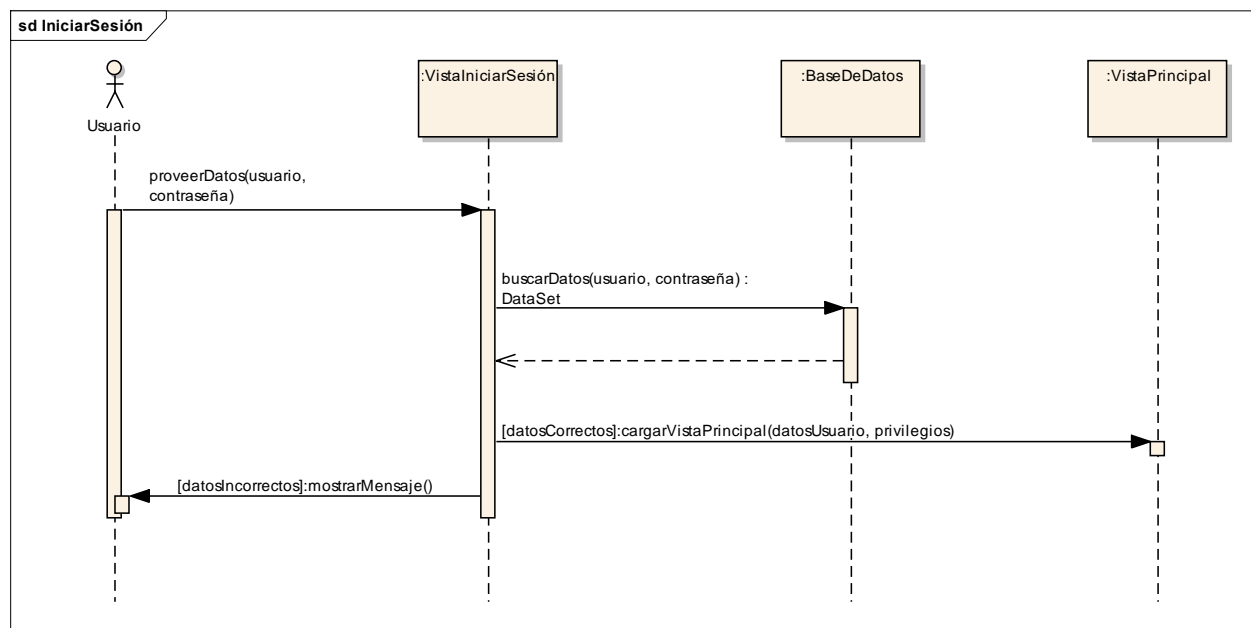 sd IniciarSesión
:VistaIniciarSesión
:BaseDeDatos
:VistaPrincipal
Usuario
proveerDatos(usuario,
contraseña)
buscarDatos(usuario, contraseña) :
DataSet
[datosCorrectos]:cargarVistaPrincipal(datosUsuario, privilegios)
[datosIncorrectos]:mostrarMensaje()